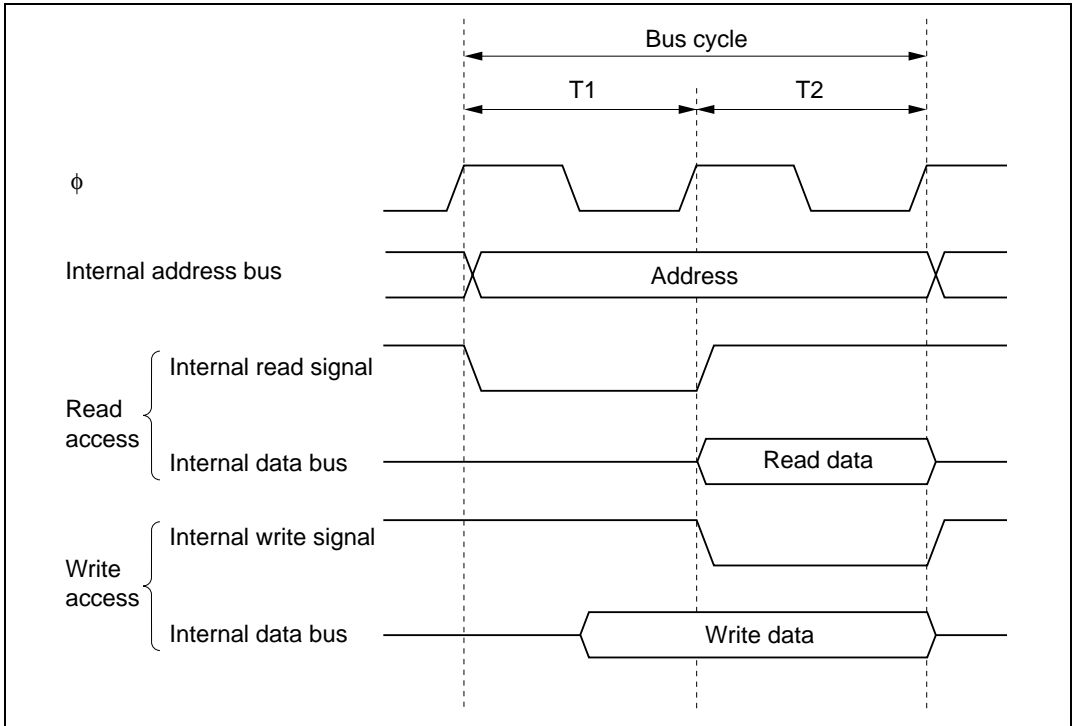 Bus cycle
T1
T2
ϕ
Internal address bus
Address
Internal read signal
Read
access
Internal data bus
Read data
Internal write signal
Write
access
Internal data bus
Write data